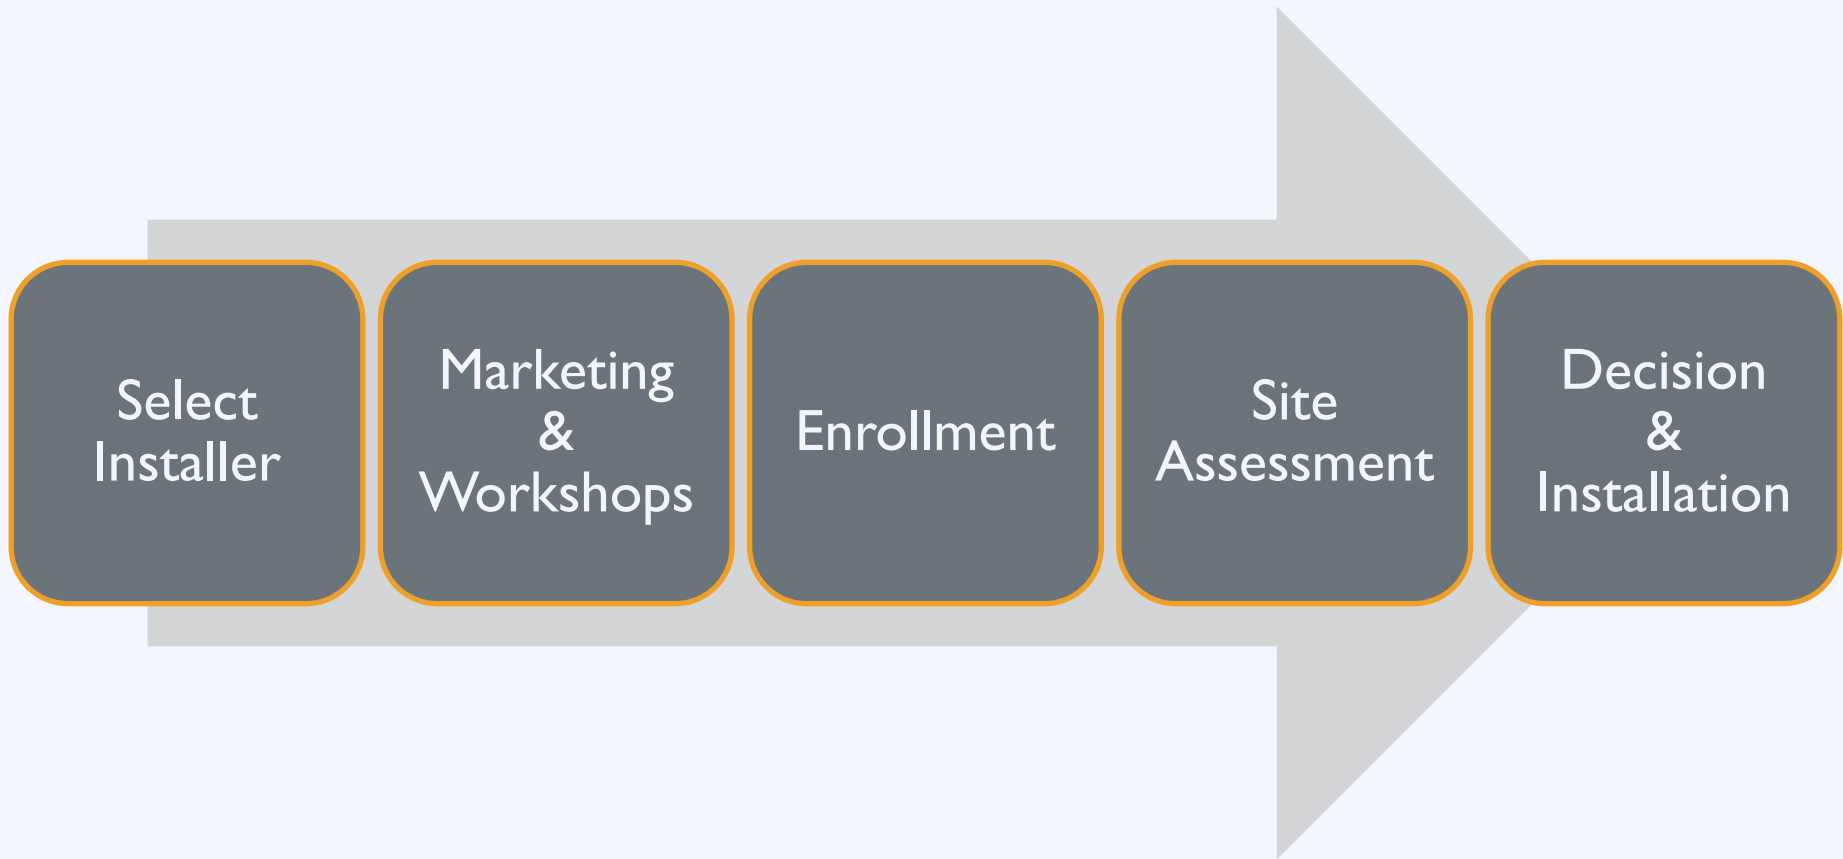 Select
Installer
Marketing
&
Workshops
Enrollment
Site
Assessment
Decision
&
Installation